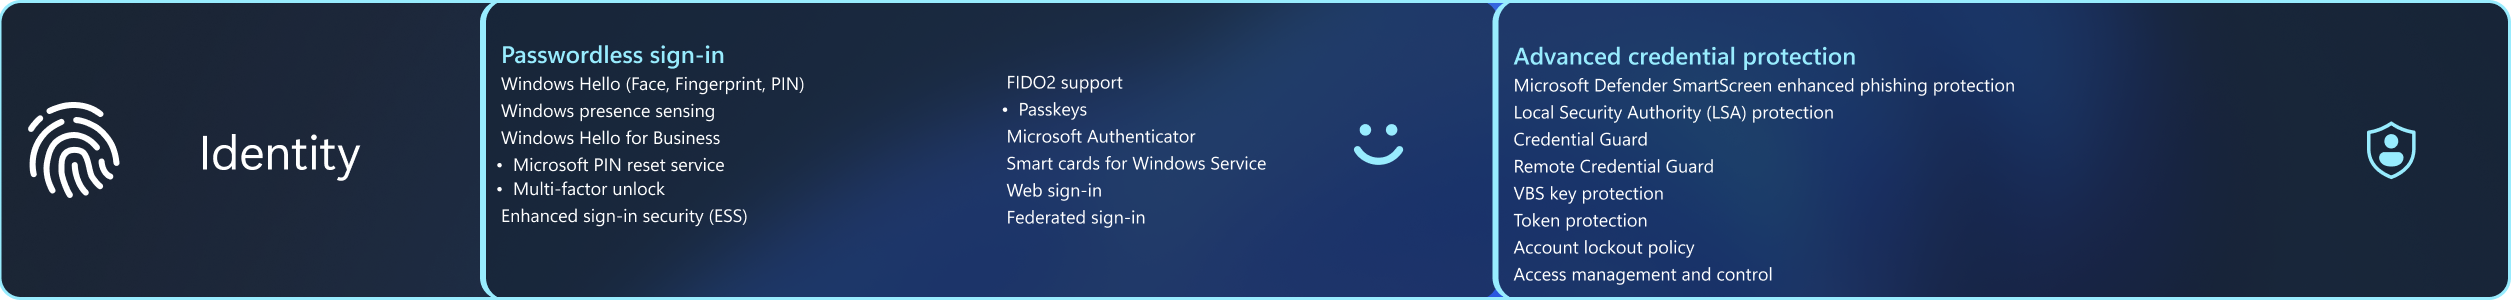 Identity
Passwordless sign-in
Windows Hello (Face, Fingerprint, PIN)
Windows presence sensing
Windows Hello for Business
• Microsoft PIN reset service
• Multi-factor unlock
Enhanced sign-in security (ESS)
FIDO2 support
• Passkeys
Microsoft Authenticator
Smart cards for Windows Service
Web sign-in
Federated sign-in
Advanced credential protection
Microsoft Defender SmartScreen enhanced phishing protection
Local Security Authority (LSA) protection
Credential Guard
Remote Credential Guard
VBS key protection
Token protection
Account lockout policy
Access management and control